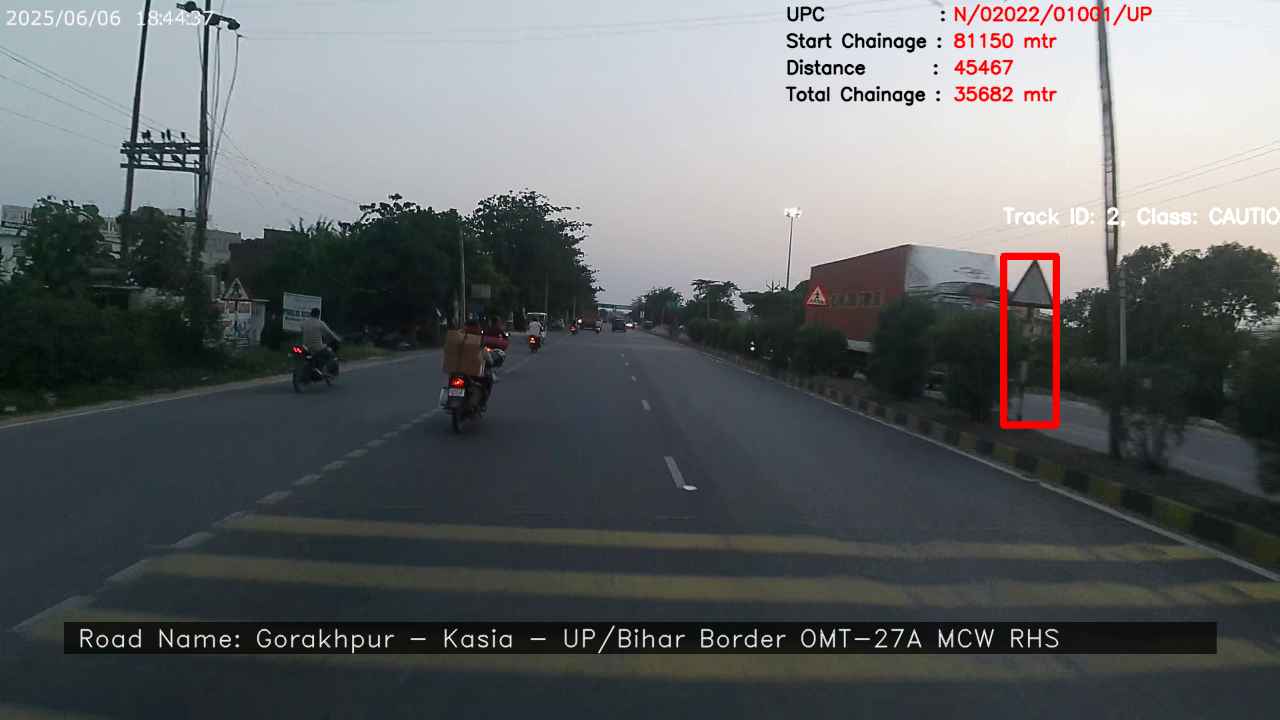 2025/06/06 18:44:37
UPC : N/02022/01001/UP
Start Chainage : 81150 mtr
Distance : 45467
Total Chainage : 35682 mtr
Track ID: 2, Class: CAUTIO
Road Name: Gorakhpur - Kasia - UP/Bihar Border OMT-27A MCW RHS